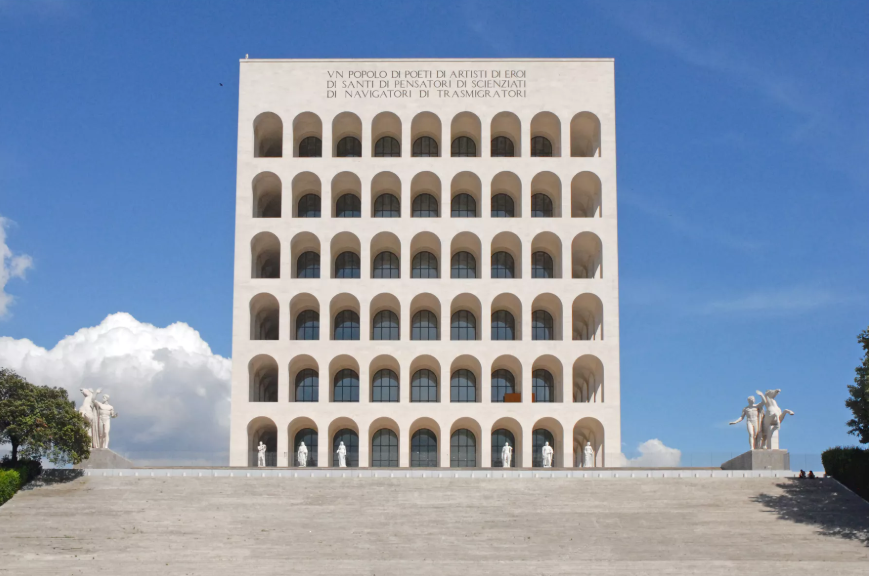 VN POPOLO DI POETI DI ARTISTI DI EROI
DI SANTI DI PENSATORI DI SCIENZIATI
DI NAVIGATORI DI TRASMIGRATORI